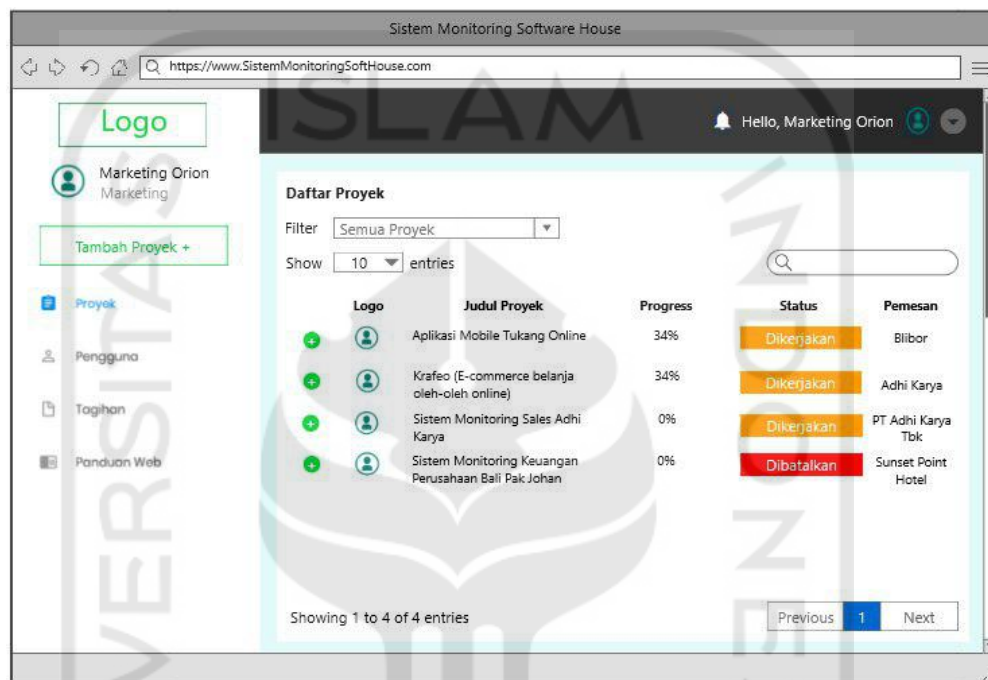 Sistem Monitoring Software House
https://www.SistemMonitoringSoftHouse.com
Logo
Hello, Marketing Orion
Marketing Orion
Marketing
Tambah Proyek +
Proyek
Pengguna
Tagihan
Panduan Web
Daftar Proyek
Filter Semua Proyek
Show 10 entries
Logo Judul Proyek Progress Status Pemesan
Aplikasi Mobile Tukang Online 34% Dikerjakan Blibor
Krafeo (E-commerce belanja
oleh-oleh online) 34% Dikerjakan Adhi Karya
Sistem Monitoring Sales Adhi
Karya 0% Dikerjakan PT Adhi Karya
Tbk
Sistem Monitoring Keuangan
Perusahaan Bali Pak Johan 0% Dibatalkan Sunset Point
Hotel
Showing 1 to 4 of 4 entries
Previous 1 Next
ISLAM
VERSITAS
INDONE